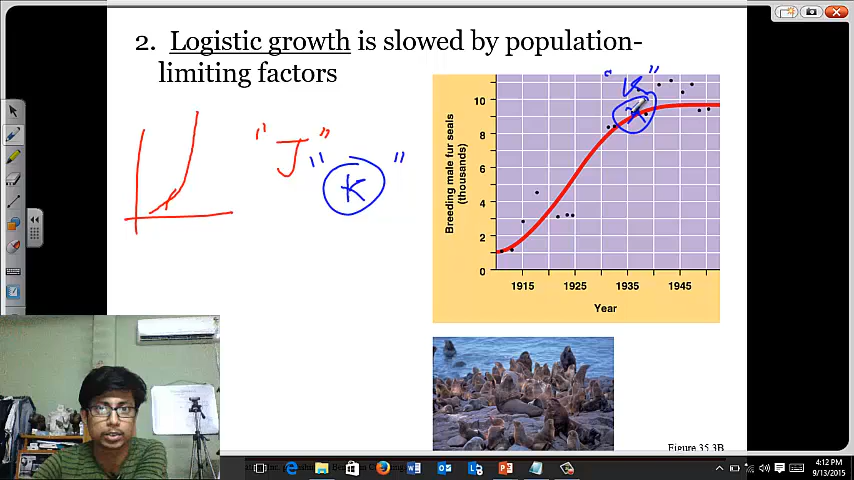 2. Logistic growth is slowed by population-
limiting factors
"J"
"K"
"K"
Breeding male fur seals
(thousands)
10
8
6
4
2
0
1915 1925 1935 1945
Year
Figure 35.3B
4:12 PM
9/13/2015